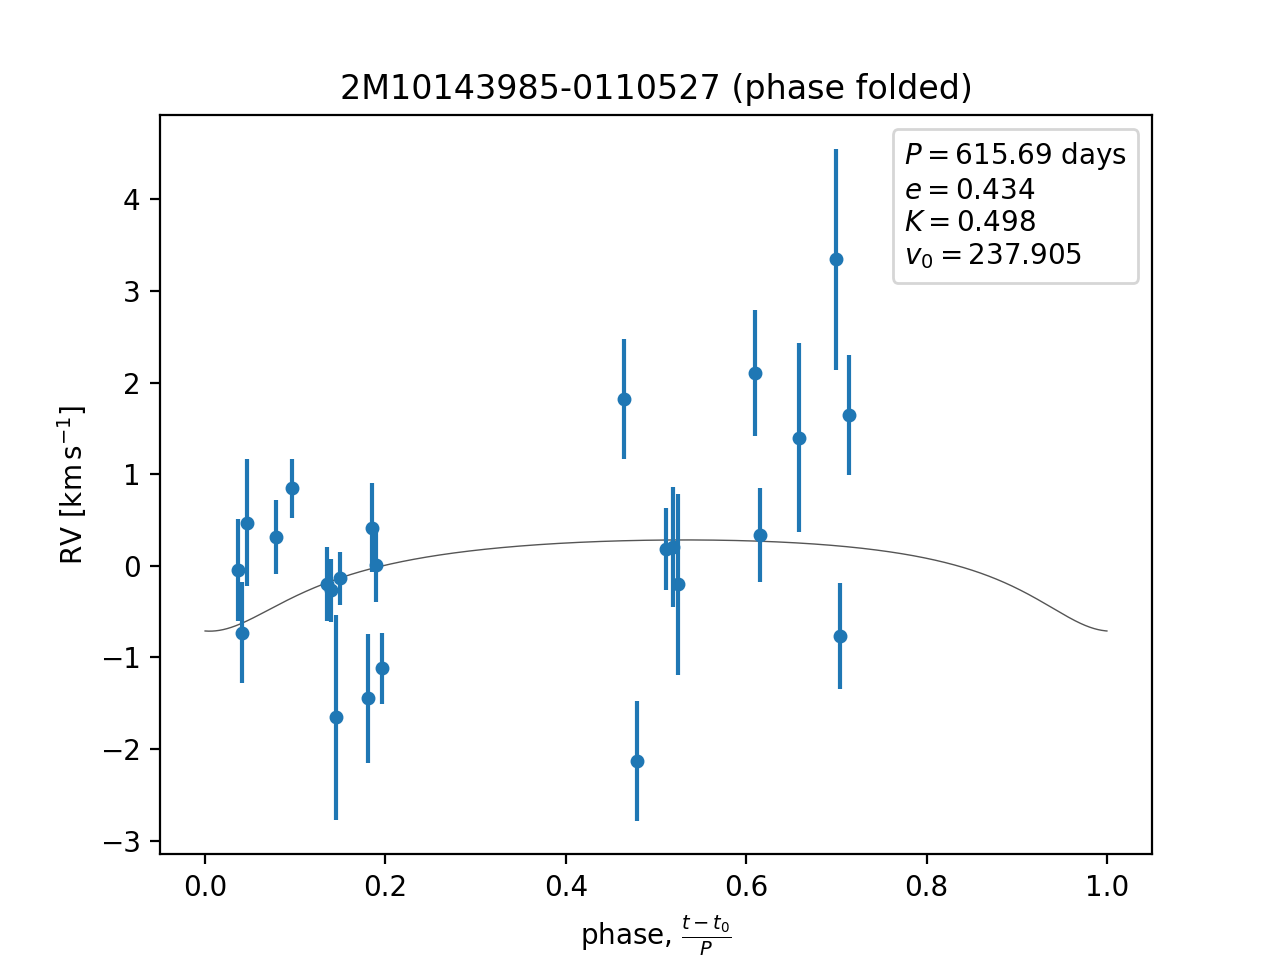 2M10143985-0110527 (phase folded)
P = 615.69 days
e = 0.434
K = 0.498
v₀ = 237.905
RV [km s⁻¹]
4
3
2
1
0
−1
−2
−3
0.0 0.2 0.4 0.6 0.8 1.0
phase, (t − t₀)/P